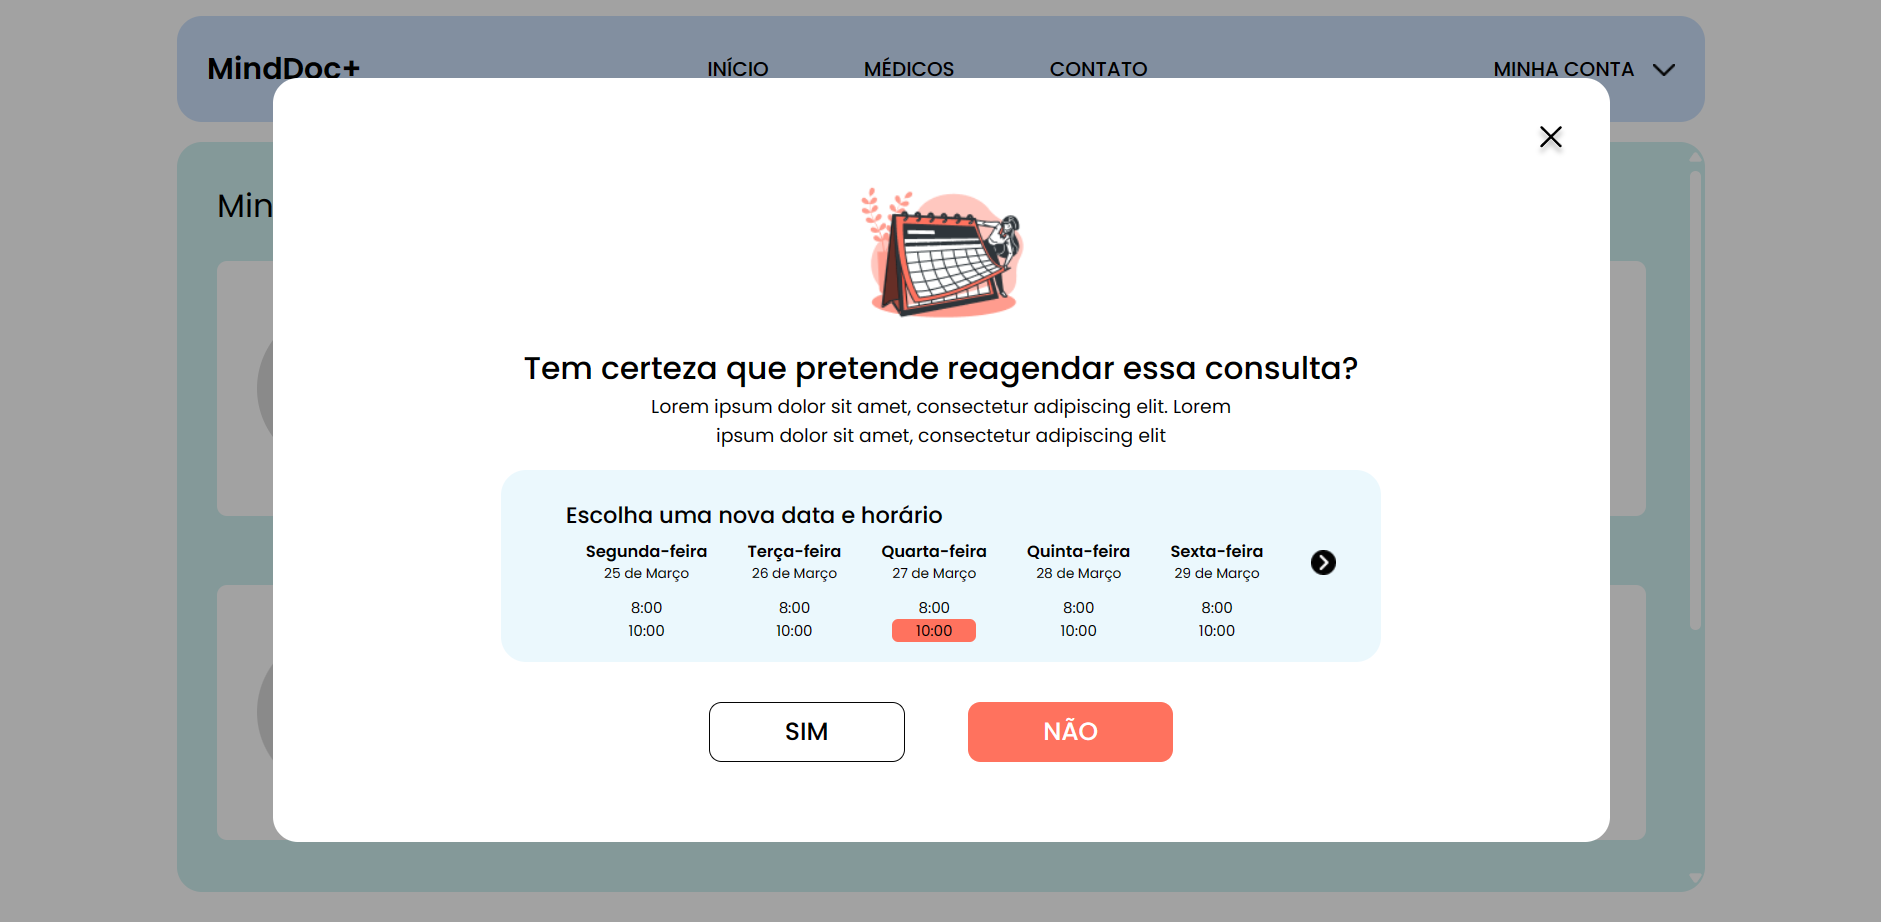 MindDoc+
INÍCIO
MÉDICOS
CONTATO
MINHA CONTA
Min
Tem certeza que pretende reagendar essa consulta?
Lorem ipsum dolor sit amet, consectetur adipiscing elit. Lorem
ipsum dolor sit amet, consectetur adipiscing elit
Escolha uma nova data e horário
Segunda-feira Terça-feira Quarta-feira Quinta-feira Sexta-feira
25 de Março 26 de Março 27 de Março 28 de Março 29 de Março
8:00 8:00 8:00 8:00 8:00
10:00 10:00 10:00 10:00 10:00
SIM
NÃO